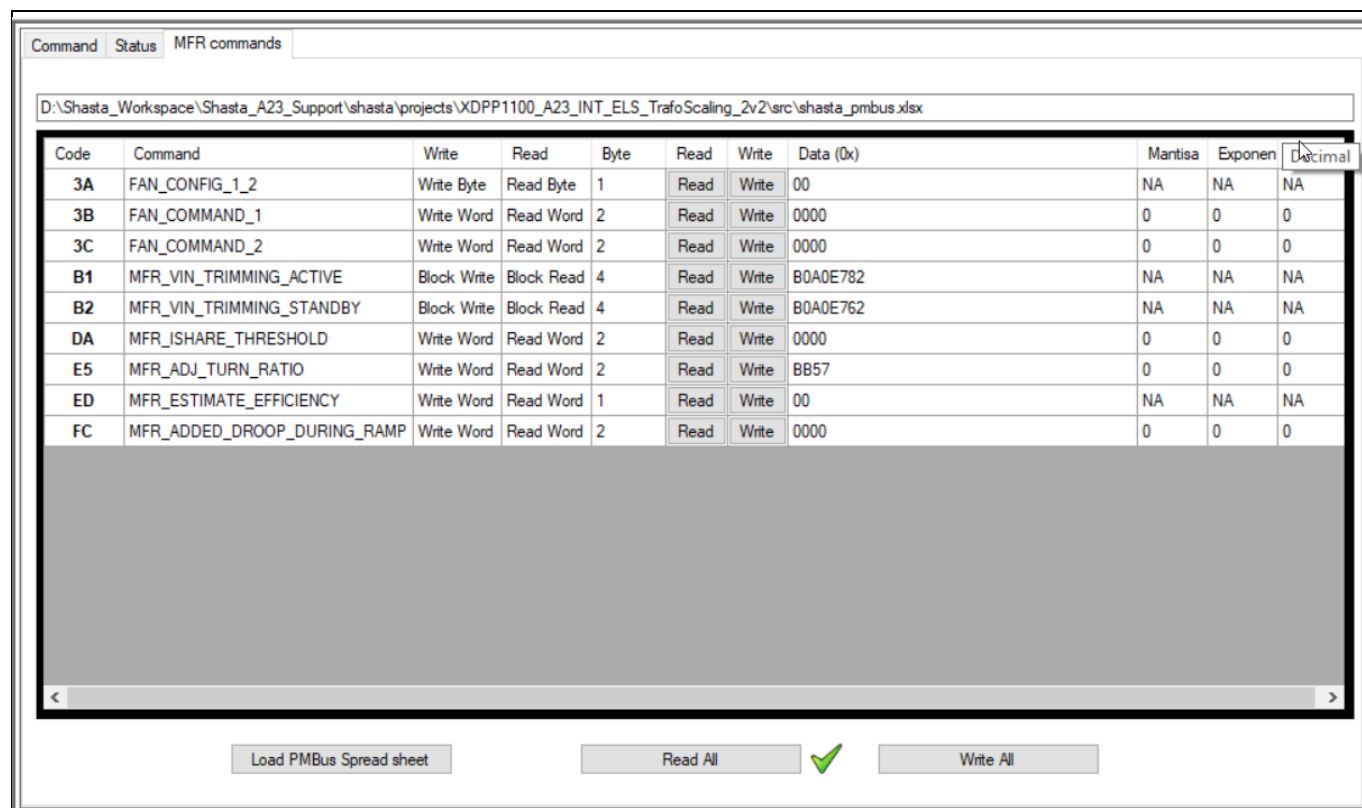 Command Status MFR commands
D:\Shasta_Workspace\Shasta_A23_Support\shasta\projects\XDPP1100_A23_INT_ELS_TrafoScaling_2v2\src\shasta_pmbus.xlsx
Code Command Write Read Byte Read Write Data (0x) Mantisa Exponen Decimal
3A FAN_CONFIG_1_2 Write Byte Read Byte 1 Read Write 00 NA NA NA
3B FAN_COMMAND_1 Write Word Read Word 2 Read Write 0000 0 0 0
3C FAN_COMMAND_2 Write Word Read Word 2 Read Write 0000 0 0 0
B1 MFR_VIN_TRIMMING_ACTIVE Block Write Block Read 4 Read Write B0A0E782 NA NA NA
B2 MFR_VIN_TRIMMING_STANDBY Block Write Block Read 4 Read Write B0A0E762 NA NA NA
DA MFR_ISHARE_THRESHOLD Write Word Read Word 2 Read Write 0000 0 0 0
E5 MFR_ADJ_TURN_RATIO Write Word Read Word 2 Read Write BB57 0 0 0
ED MFR_ESTIMATE_EFFICIENCY Write Word Read Word 1 Read Write 00 NA NA NA
FC MFR_ADDED_DROOP_DURING_RAMP Write Word Read Word 2 Read Write 0000 0 0 0
Load PMBus Spread sheet Read All Write All